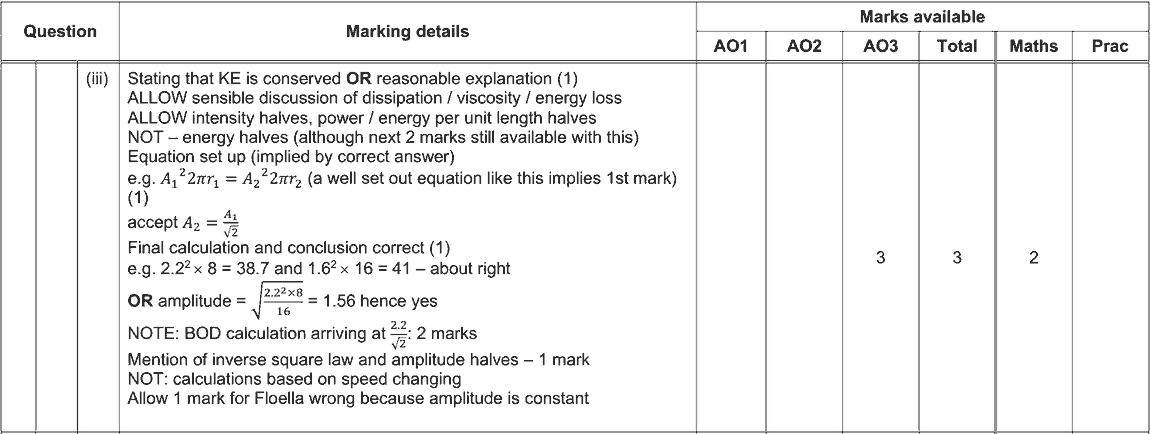 Question Marking details Marks available
AO1 AO2 AO3 Total Maths Prac
(iii) Stating that KE is conserved OR reasonable explanation (1)
ALLOW sensible discussion of dissipation / viscosity / energy loss
ALLOW intensity halves, power / energy per unit length halves
NOT – energy halves (although next 2 marks still available with this)
Equation set up (implied by correct answer)
e.g. A₁²2πr₁ = A₂²2πr₂ (a well set out equation like this implies 1st mark)
(1)
accept A₂ = A₁/√2
Final calculation and conclusion correct (1)
e.g. 2.2² × 8 = 38.7 and 1.6² × 16 = 41 – about right
OR amplitude = √(2.2²×8/16) = 1.56 hence yes
NOTE: BOD calculation arriving at 2.2/√2: 2 marks
Mention of inverse square law and amplitude halves – 1 mark
NOT: calculations based on speed changing
Allow 1 mark for Floella wrong because amplitude is constant
3 3 2